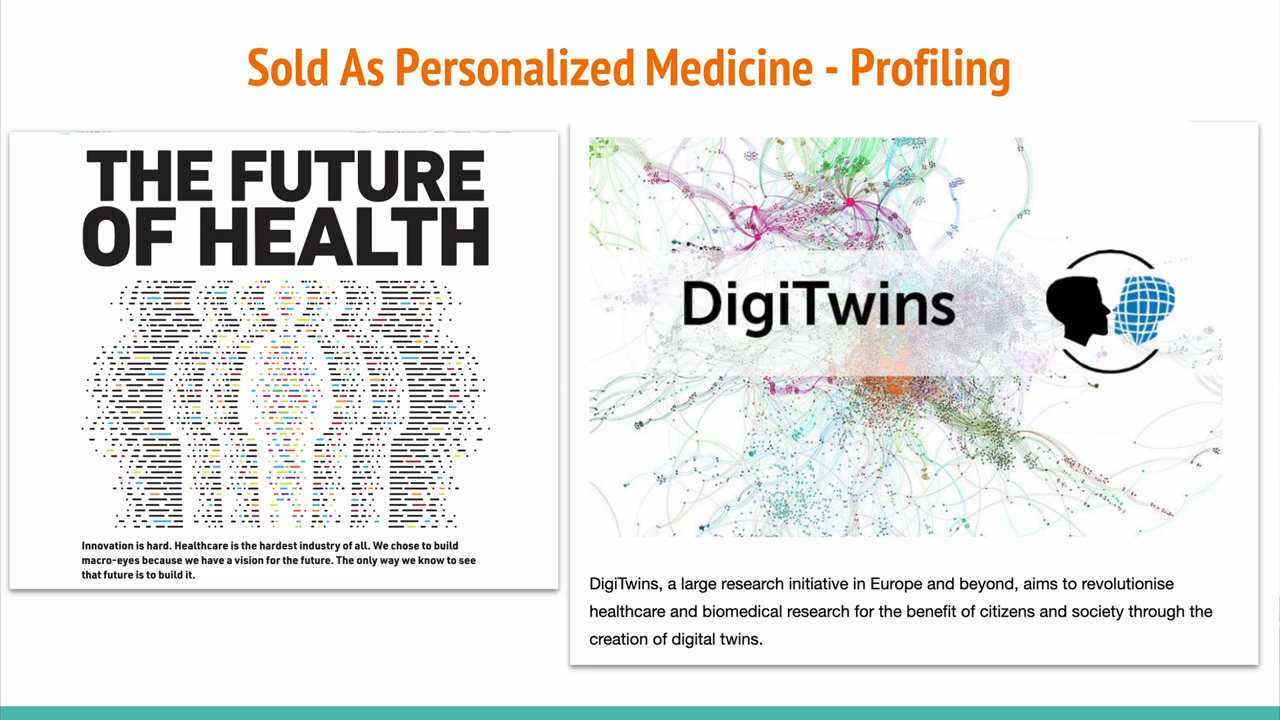 Sold As Personalized Medicine - Profiling
THE FUTURE
OF HEALTH
Innovation is hard. Healthcare is the hardest industry of all. We chose to build
macro-eyes because we have a vision for the future. The only way we know to see
that future is to build it.
DigiTwins
DigiTwins, a large research initiative in Europe and beyond, aims to revolutionise
healthcare and biomedical research for the benefit of citizens and society through the
creation of digital twins.